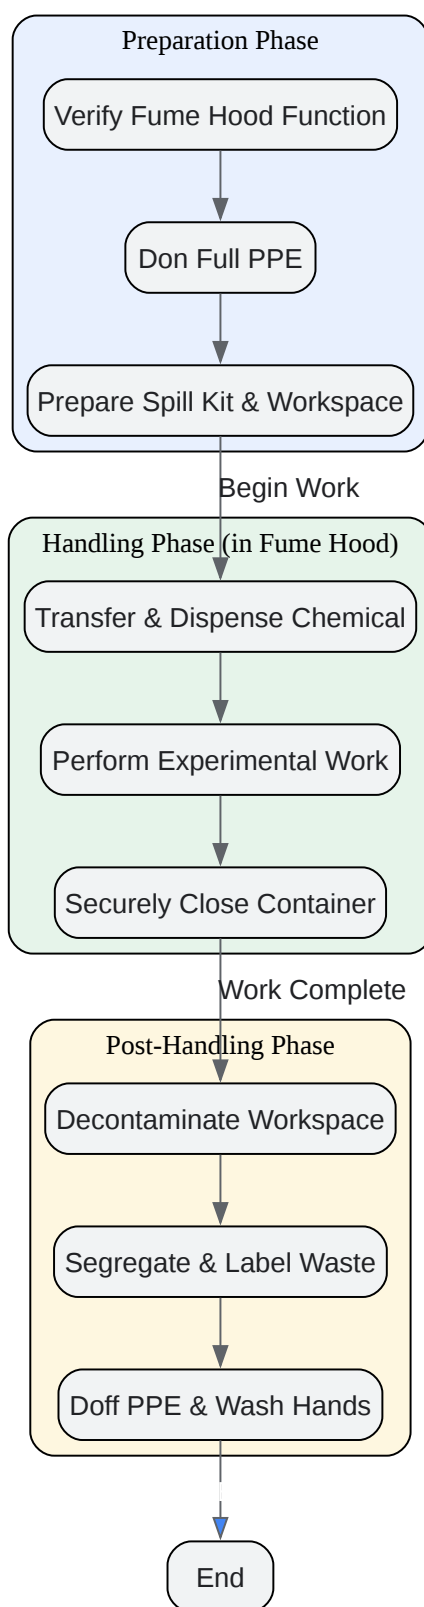 Preparation Phase
Verify Fume Hood Function
Don Full PPE
Prepare Spill Kit & Workspace
Begin Work
Handling Phase (in Fume Hood)
Transfer & Dispense Chemical
Perform Experimental Work
Securely Close Container
Work Complete
Post-Handling Phase
Decontaminate Workspace
Segregate & Label Waste
Doff PPE & Wash Hands
End